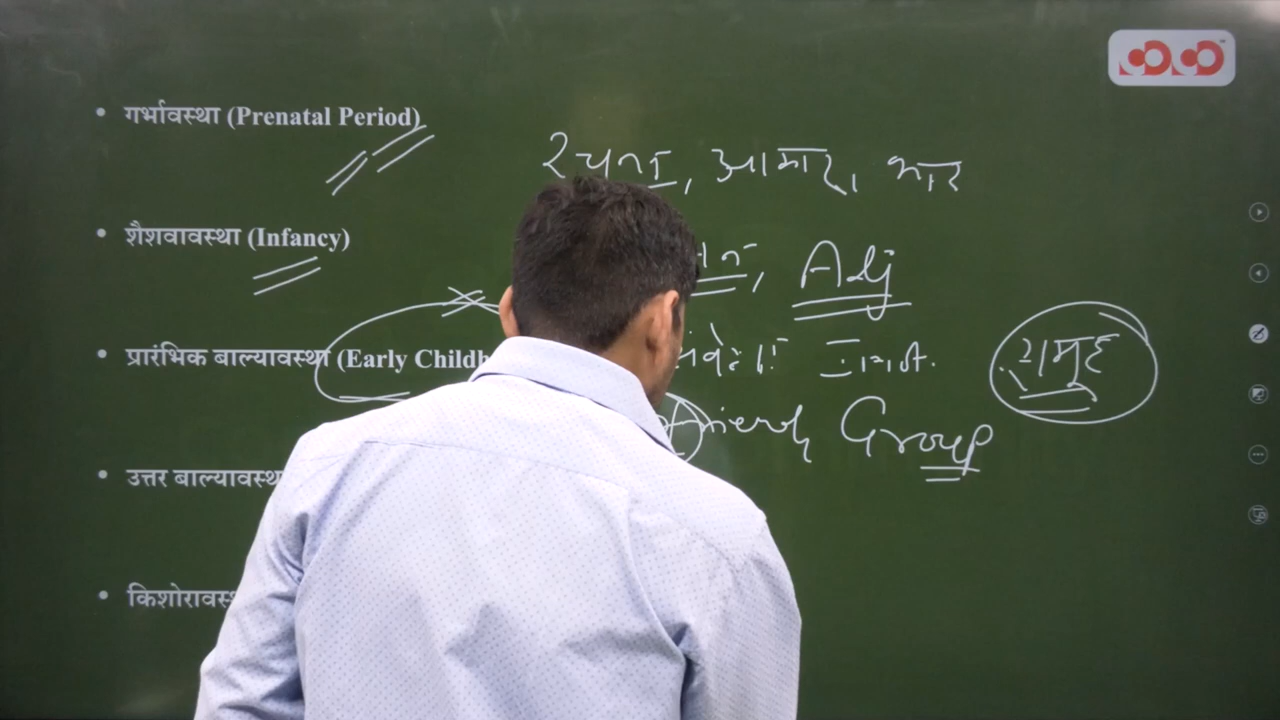 • गर्भावस्था (Prenatal Period)
रचना, आकार, भार
• शैशवावस्था (Infancy)
Adj
• प्रारंभिक बाल्यावस्था (Early Childh
समूह
Group
• उत्तर बाल्यावस्थ
• किशोरावस्